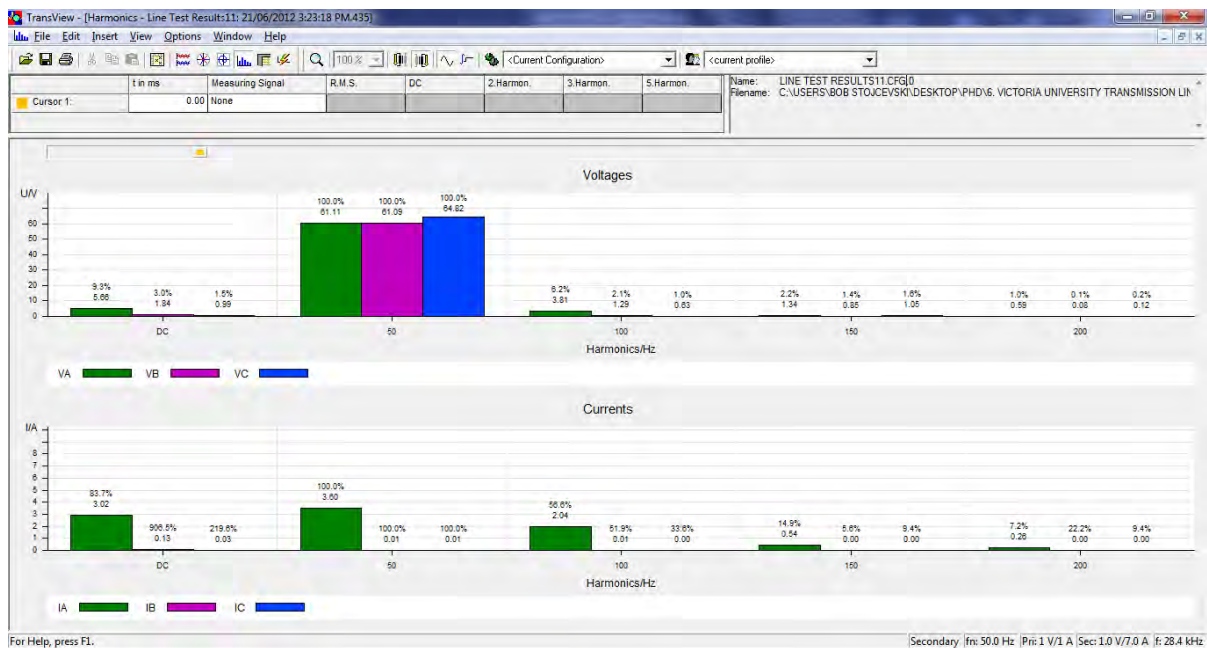 TransView - [Harmonics - Line Test Results11: 21/06/2012 3:23:18 PM.435]
File Edit Insert View Options Window Help
100 % <Current Configuration> <current profile>
t in ms Measuring Signal R.M.S. DC 2.Harmon. 3.Harmon. 5.Harmon.
Cursor 1: 0.00 None
Name: LINE TEST RESULTS11.CFG|0
Filename: C:\USERS\BOB STOJCEVSKI\DESKTOP\PHD\6. VICTORIA UNIVERSITY TRANSMISSION LIN
Voltages
U/V
60
50
40
30
20
10
0
9.3% 3.0% 1.5% 100.0% 100.0% 100.0% 6.2% 2.1% 1.0% 2.2% 1.4% 1.6% 1.0% 0.1% 0.2%
5.66 1.84 0.99 61.11 61.09 64.82 3.81 1.29 0.63 1.34 0.85 1.05 0.59 0.08 0.12
DC 50 100 150 200
Harmonics/Hz
VA VB VC
Currents
I/A
8
7
6
5
4
3
2
1
0
83.7% 906.5% 219.6% 100.0% 100.0% 100.0% 56.6% 51.9% 33.6% 14.9% 5.6% 9.4% 7.2% 22.2% 9.4%
3.02 0.13 0.03 3.60 0.01 0.01 2.04 0.01 0.00 0.54 0.00 0.00 0.26 0.00 0.00
DC 50 100 150 200
Harmonics/Hz
IA IB IC
For Help, press F1.
Secondary fn: 50.0 Hz Pri: 1 V/1 A Sec: 1.0 V/7.0 A f: 28.4 kHz